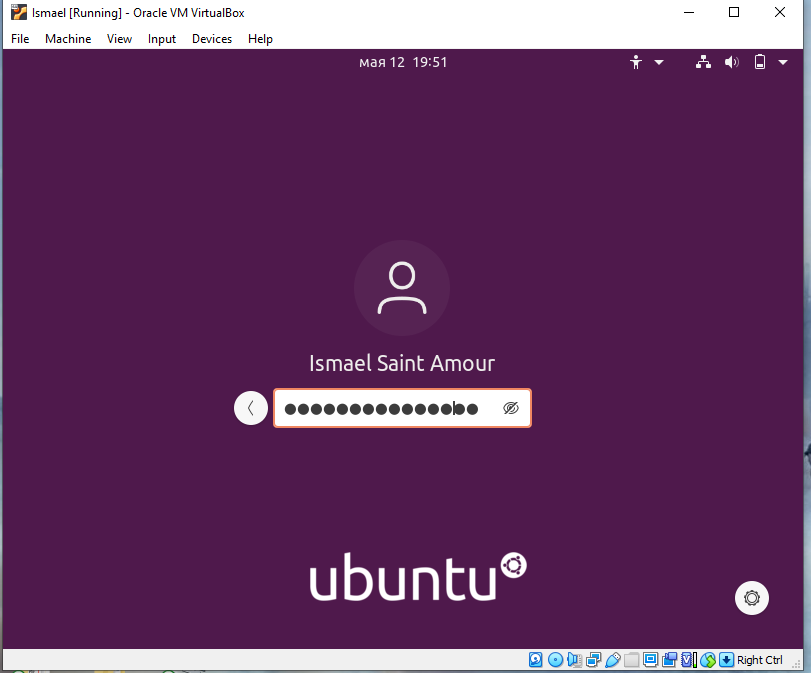 Ismael [Running] - Oracle VM VirtualBox
File Machine View Input Devices Help
мая 12 19:51
Ismael Saint Amour
ubuntu
Right Ctrl